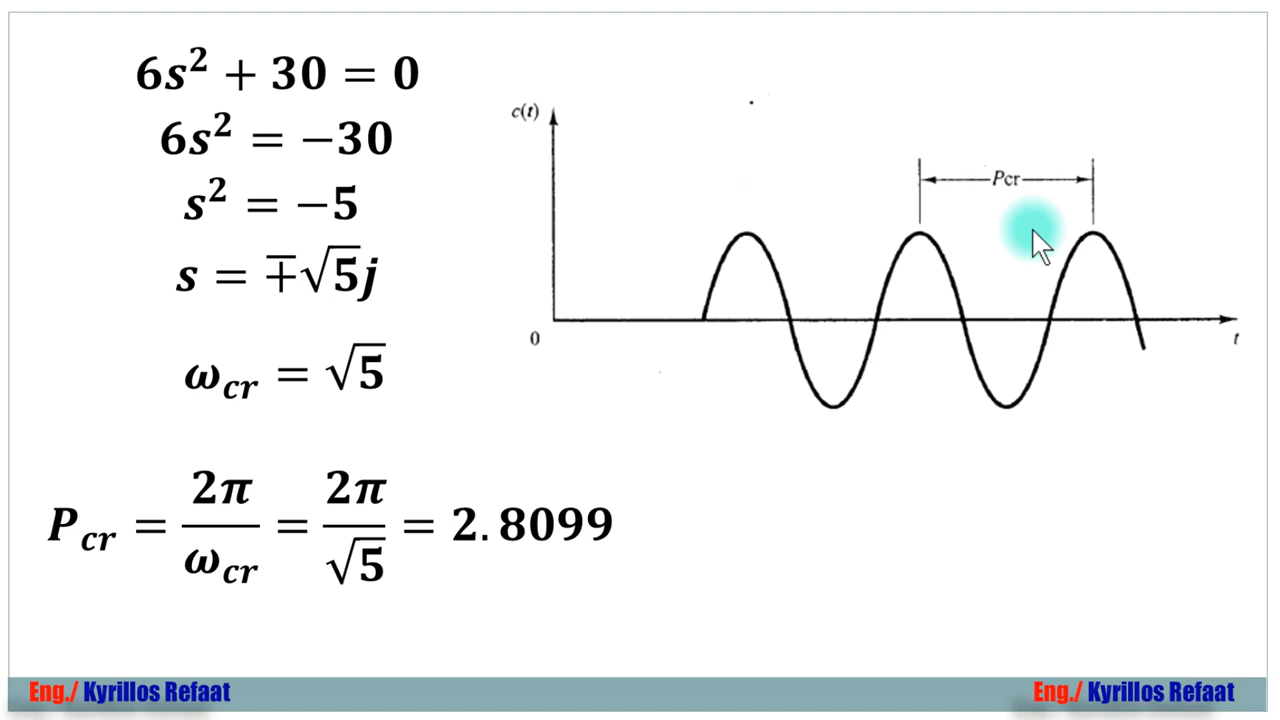 6s² + 30 = 0
6s² = −30
s² = −5
s = ∓√5j
ω_cr = √5
P_cr = 2π/ω_cr = 2π/√5 = 2.8099
c(t)
Pcr
0
t
Eng./ Kyrillos Refaat
Eng./ Kyrillos Refaat